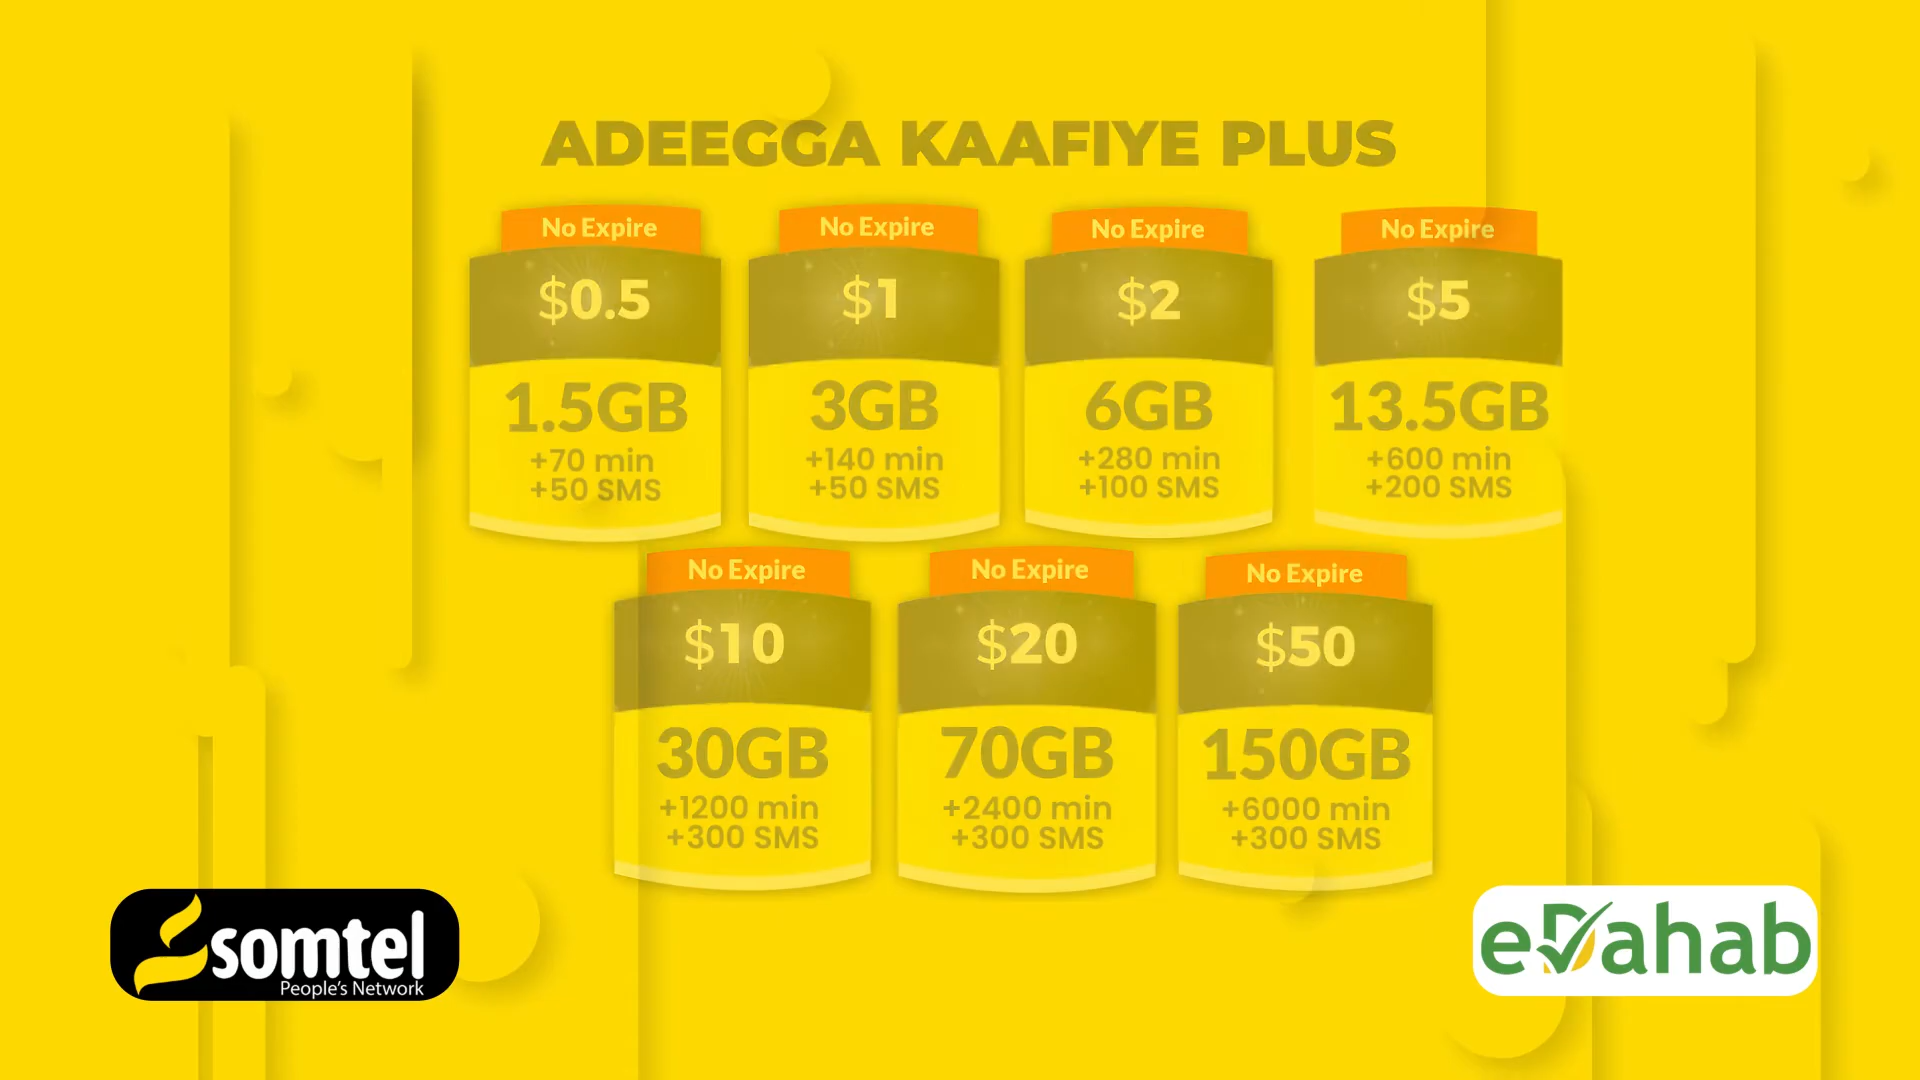 ADEEGGA KAAFIYE PLUS
No Expire
$0.5
1.5GB
+70 min
+50 SMS
No Expire
$1
3GB
+140 min
+50 SMS
No Expire
$2
6GB
+280 min
+100 SMS
No Expire
$5
13.5GB
+600 min
+200 SMS
No Expire
$10
30GB
+1200 min
+300 SMS
No Expire
$20
70GB
+2400 min
+300 SMS
No Expire
$50
150GB
+6000 min
+300 SMS
somtel
People's Network
eDahab